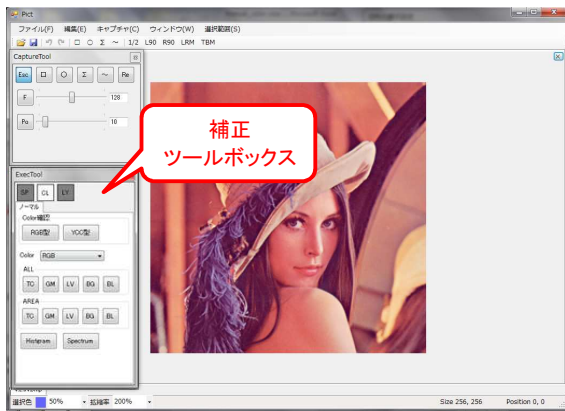 Pict
ファイル(F) 編集(E) キャプチャ(C) ウィンドウ(W) 選択範囲(S)
□ ○ Σ ～ 1/2 L90 R90 LRM TBM
CaptureTool
Esc □ ○ Σ ～ Re
F 128
Pa 10
補正
ツールボックス
ExecTool
SP CL LY
ノーマル
Color確認
RGB型 YCC型
Color RGB
ALL
TC GM LV BG BL
AREA
TC GM LV BG BL
Histgram Spectrum
選択色 50% 拡縮率 200% Size 256, 256 Position 0, 0